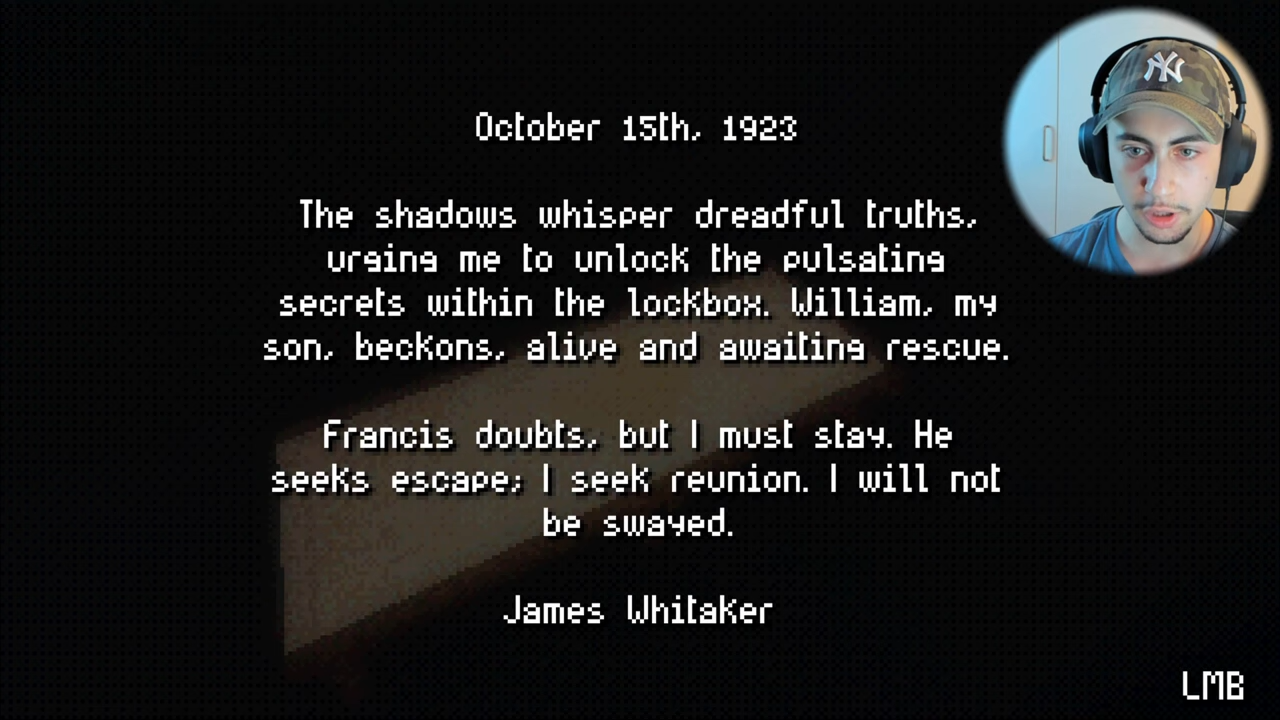 October 15th, 1923
The shadows whisper dreadful truths,
urging me to unlock the pulsating
secrets within the lockbox. William, my
son, beckons, alive and awaiting rescue.
Francis doubts, but I must stay. He
seeks escape; I seek reunion. I will not
be swayed.
James Whitaker
LMB
NY